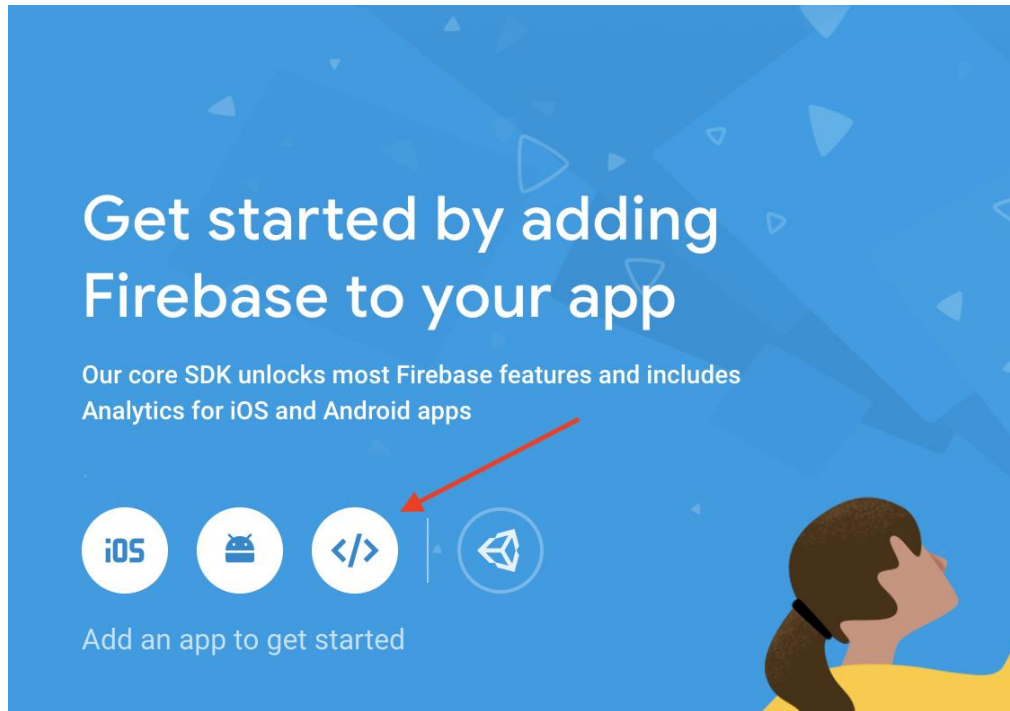 Get started by adding
Firebase to your app
Our core SDK unlocks most Firebase features and includes
Analytics for iOS and Android apps
iOS </>
Add an app to get started